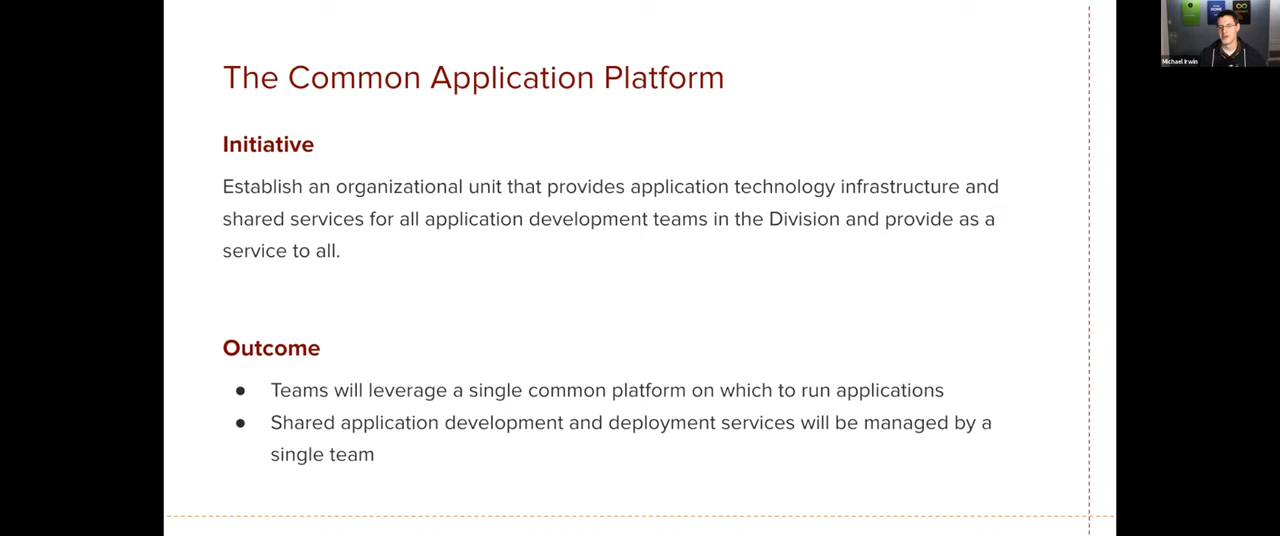 The Common Application Platform
Initiative
Establish an organizational unit that provides application technology infrastructure and
shared services for all application development teams in the Division and provide as a
service to all.
Outcome
● Teams will leverage a single common platform on which to run applications
● Shared application development and deployment services will be managed by a
single team
Michael Irwin